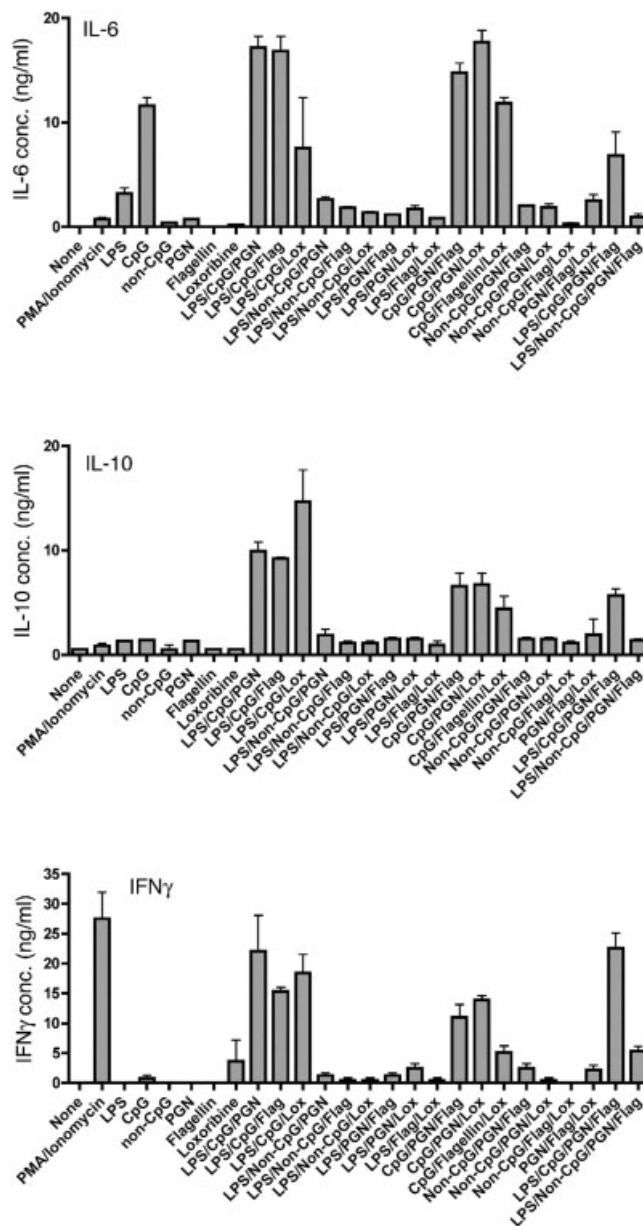 IL-6
IL-6 conc. (ng/ml)
20
10
0
None
PMA/Ionomycin
LPS
CpG
non-CpG
PGN
Flagellin
Loxoribine
LPS/CpG/PGN
LPS/CpG/Flag
LPS/CpG/Lox
LPS/Non-CpG/PGN
LPS/Non-CpG/Flag
LPS/Non-CpG/Lox
LPS/PGN/Flag
LPS/PGN/Lox
LPS/Flag/Lox
CpG/PGN/Flag
CpG/PGN/Lox
CpG/Flagellin/Lox
Non-CpG/PGN/Flag
Non-CpG/PGN/Lox
Non-CpG/Flag/Lox
PGN/Flag/Lox
LPS/CpG/PGN/Flag
LPS/Non-CpG/PGN/Flag
IL-10
IL-10 conc. (ng/ml)
20
10
0
None
PMA/Ionomycin
LPS
CpG
non-CpG
PGN
Flagellin
Loxoribine
LPS/CpG/PGN
LPS/CpG/Flag
LPS/CpG/Lox
LPS/Non-CpG/PGN
LPS/Non-CpG/Flag
LPS/Non-CpG/Lox
LPS/PGN/Flag
LPS/PGN/Lox
LPS/Flag/Lox
CpG/PGN/Flag
CpG/PGN/Lox
CpG/Flagellin/Lox
Non-CpG/PGN/Flag
Non-CpG/PGN/Lox
Non-CpG/Flag/Lox
PGN/Flag/Lox
LPS/CpG/PGN/Flag
LPS/Non-CpG/PGN/Flag
IFNγ
IFNγ conc. (ng/ml)
35
30
25
20
15
10
5
0
None
PMA/Ionomycin
LPS
CpG
non-CpG
PGN
Flagellin
Loxoribine
LPS/CpG/PGN
LPS/CpG/Flag
LPS/CpG/Lox
LPS/Non-CpG/PGN
LPS/Non-CpG/Flag
LPS/Non-CpG/Lox
LPS/PGN/Flag
LPS/PGN/Lox
LPS/Flag/Lox
CpG/PGN/Flag
CpG/PGN/Lox
CpG/Flagellin/Lox
Non-CpG/PGN/Flag
Non-CpG/PGN/Lox
Non-CpG/Flag/Lox
PGN/Flag/Lox
LPS/CpG/PGN/Flag
LPS/Non-CpG/PGN/Flag